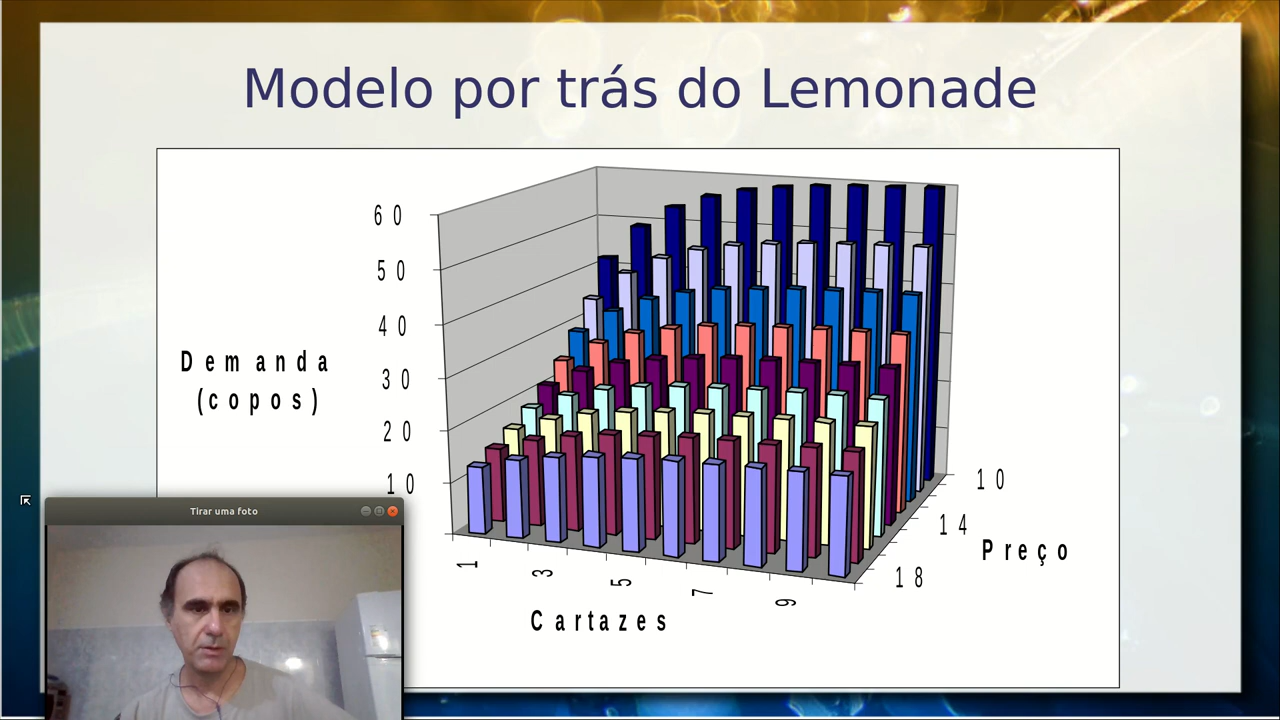 Modelo por trás do Lemonade
60
50
40
30
20
10
Demanda
(copos)
1
3
5
7
9
Cartazes
10
14
18
Preço
Tirar uma foto